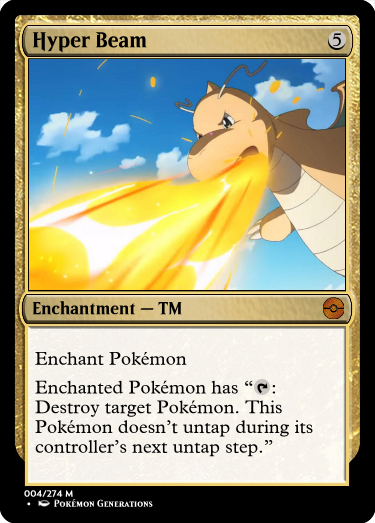 Hyper Beam 5
Enchantment — TM
Enchant Pokémon
Enchanted Pokémon has “T:
Destroy target Pokémon. This
Pokémon doesn't untap during its
controller's next untap step.”
004/274 M
• Pokémon Generations